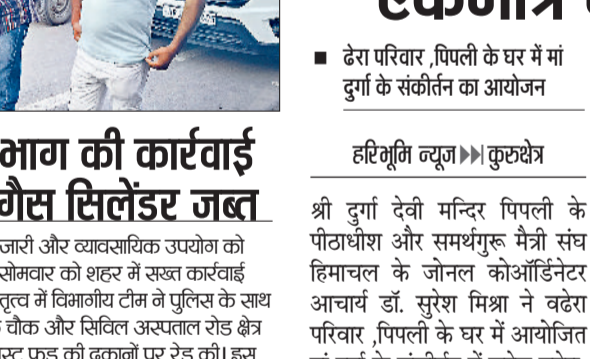 भाग की कार्रवाई
गैस सिलेंडर जब्त
जारी और व्यावसायिक उपयोग को
सोमवार को शहर में सख्त कार्रवाई
तृत्व में विभागीय टीम ने पुलिस के साथ
चौक और सिविल अस्पताल रोड क्षेत्र
स्ट फूड की दुकानों पर रेड की। इस
एकमात्र
■ ढेरा परिवार ,पिपली के घर में मां
दुर्गा के संकीर्तन का आयोजन
हरिभूमि न्यूज ▶▶| कुरुक्षेत्र
श्री दुर्गा देवी मन्दिर पिपली के
पीठाधीश और समर्थगुरू मैत्री संघ
हिमाचल के जोनल कोऑर्डिनेटर
आचार्य डॉ. सुरेश मिश्रा ने वढेरा
परिवार ,पिपली के घर में आयोजित